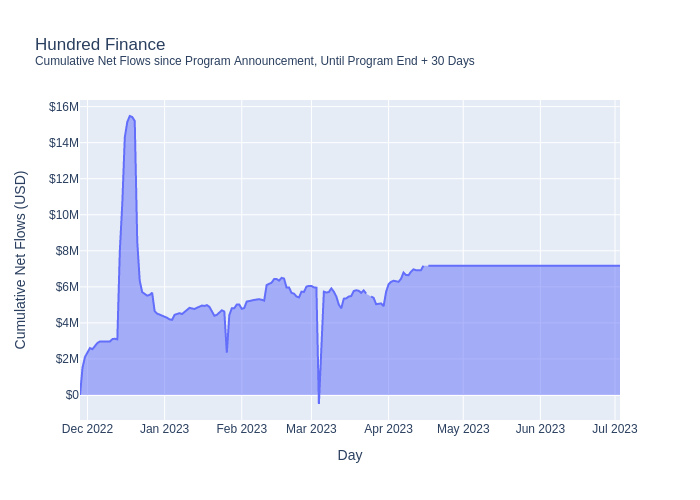 Hundred Finance
Cumulative Net Flows since Program Announcement, Until Program End + 30 Days
Cumulative Net Flows (USD)
$16M
$14M
$12M
$10M
$8M
$6M
$4M
$2M
$0
Dec 2022 Jan 2023 Feb 2023 Mar 2023 Apr 2023 May 2023 Jun 2023 Jul 2023
Day